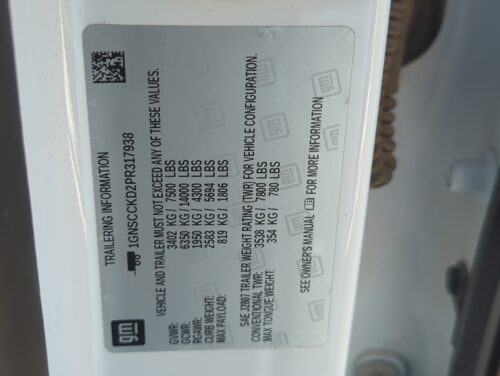 gm
TRAILERING INFORMATION
1GNSCCKD2PR317938
VEHICLE AND TRAILER MUST NOT EXCEED ANY OF THESE VALUES.
GVWR: 3402 KG / 7500 LBS
GCWR: 6350 KG / 14000 LBS
RGAWR: 1950 KG / 4300 LBS
CURB WEIGHT: 2583 KG / 5694 LBS
MAX PAYLOAD: 819 KG / 1806 LBS
SAE J2807 TRAILER WEIGHT RATING (TWR) FOR VEHICLE CONFIGURATION.
CONVENTIONAL TWR: 3538 KG / 7800 LBS
MAX TONGUE WEIGHT: 354 KG / 780 LBS
SEE OWNER'S MANUAL FOR MORE INFORMATION